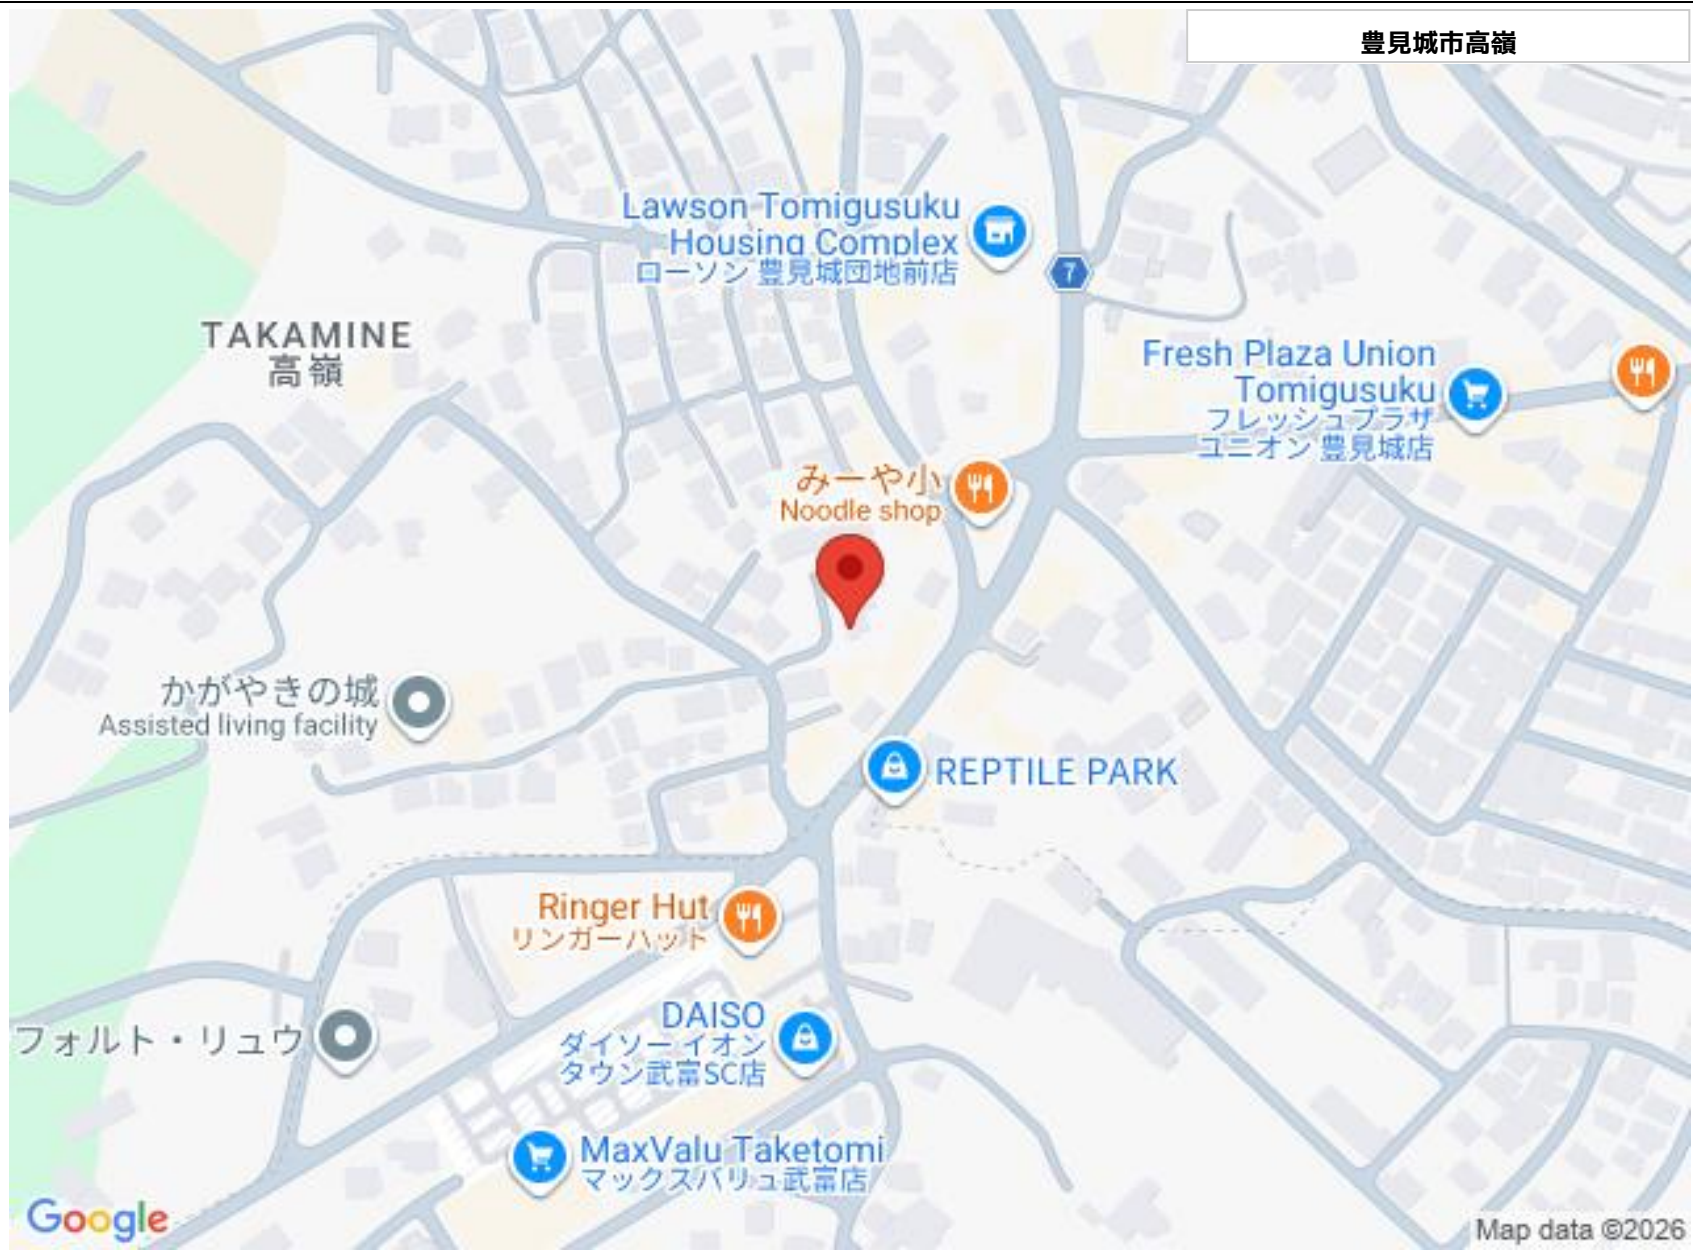 豊見城市高嶺
Lawson Tomigusuku
Housing Complex
ローソン 豊見城団地前店
7
TAKAMINE
高嶺
Fresh Plaza Union
Tomigusuku
フレッシュプラザ
ユニオン 豊見城店
みーや小
Noodle shop
かがやきの城
Assisted living facility
REPTILE PARK
Ringer Hut
リンガーハット
フォルト・リュウ
DAISO
ダイソー イオン
タウン武富SC店
MaxValu Taketomi
マックスバリュ武富店
Google
Map data ©2026